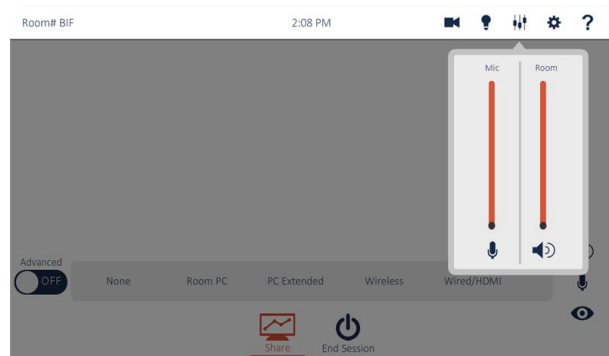 Room# BIF 2:08 PM ?
Mic Room
Advanced
OFF None Room PC PC Extended Wireless Wired/HDMI
Share End Session